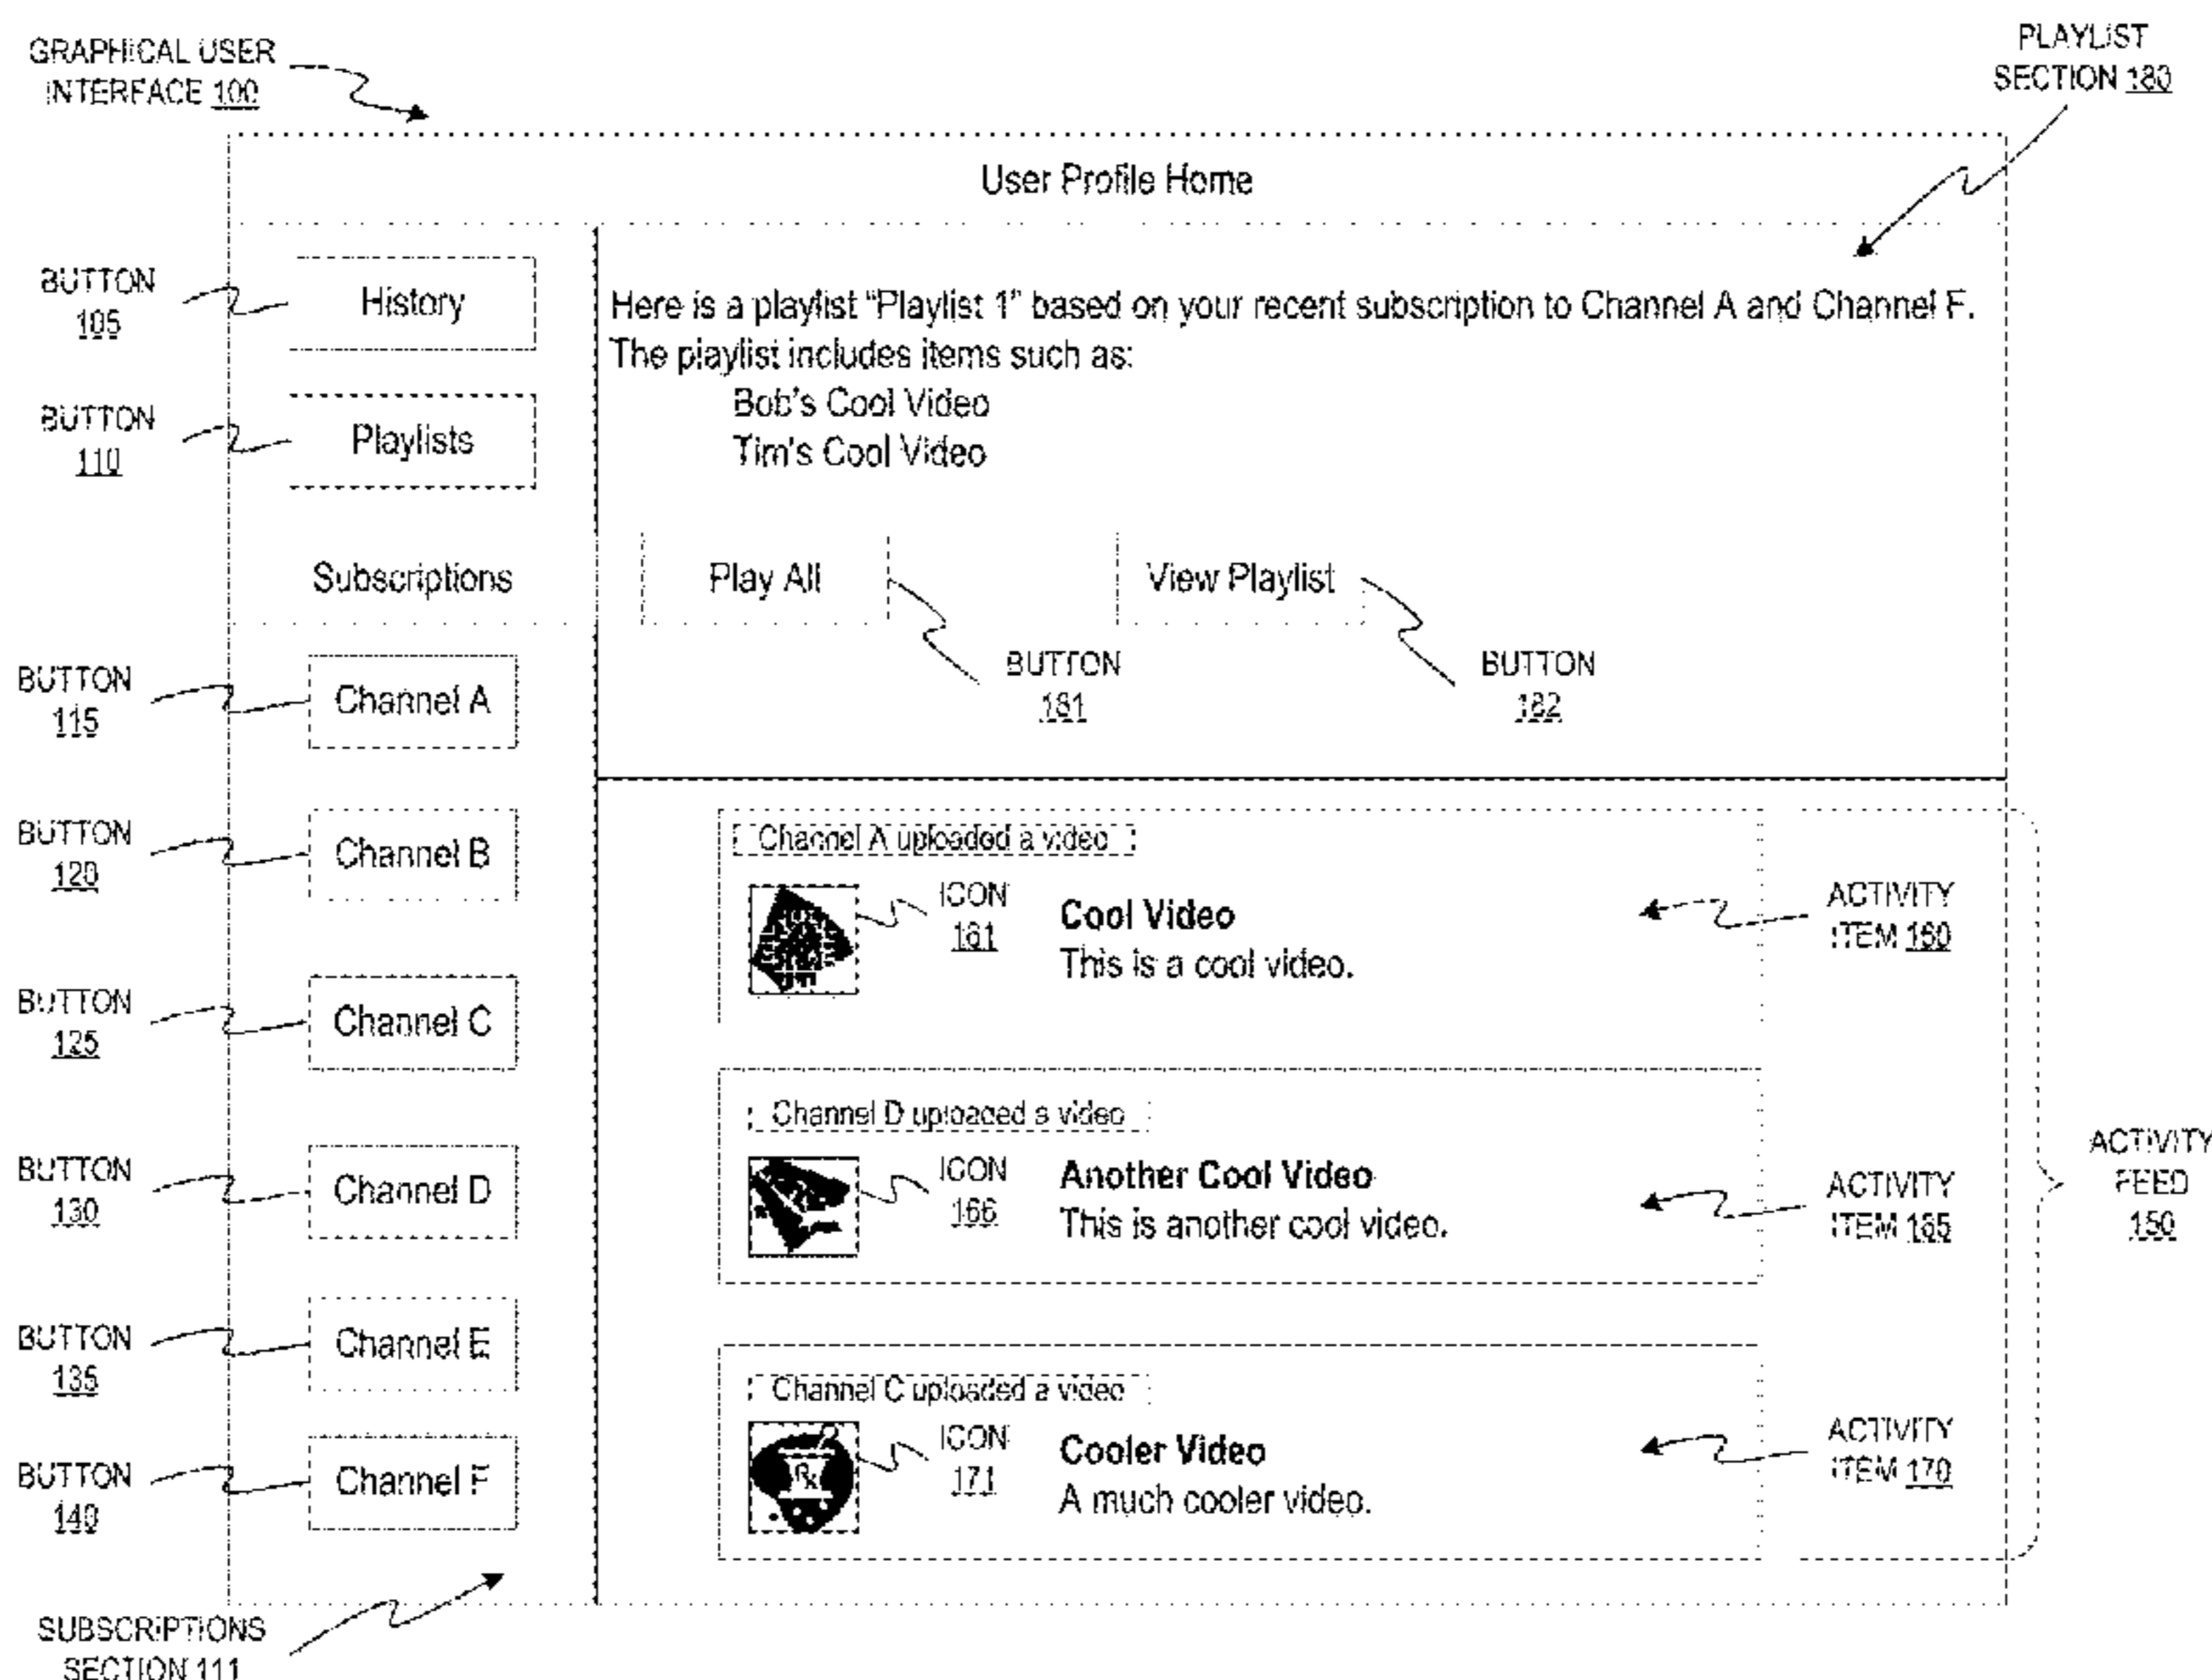 GRAPHICAL USER
INTERFACE 100
PLAYLIST
SECTION 180
User Profile Home
BUTTON
105
History
Here is a playlist “Playlist 1” based on your recent subscription to Channel A and Channel F.
The playlist includes items such as:
Bob's Cool Video
Tim's Cool Video
BUTTON
110
Playlists
Subscriptions
Play All
View Playlist
BUTTON
181
BUTTON
182
BUTTON
115
Channel A
BUTTON
120
Channel B
BUTTON
125
Channel C
BUTTON
130
Channel D
BUTTON
135
Channel E
BUTTON
140
Channel F
SUBSCRIPTIONS
SECTION 111
Channel A uploaded a video
ICON
161
Cool Video
This is a cool video.
ACTIVITY
ITEM 160
Channel D uploaded a video
ICON
166
Another Cool Video
This is another cool video.
ACTIVITY
ITEM 165
Channel C uploaded a video
Rx
ICON
171
Cooler Video
A much cooler video.
ACTIVITY
ITEM 170
ACTIVITY
FEED
150